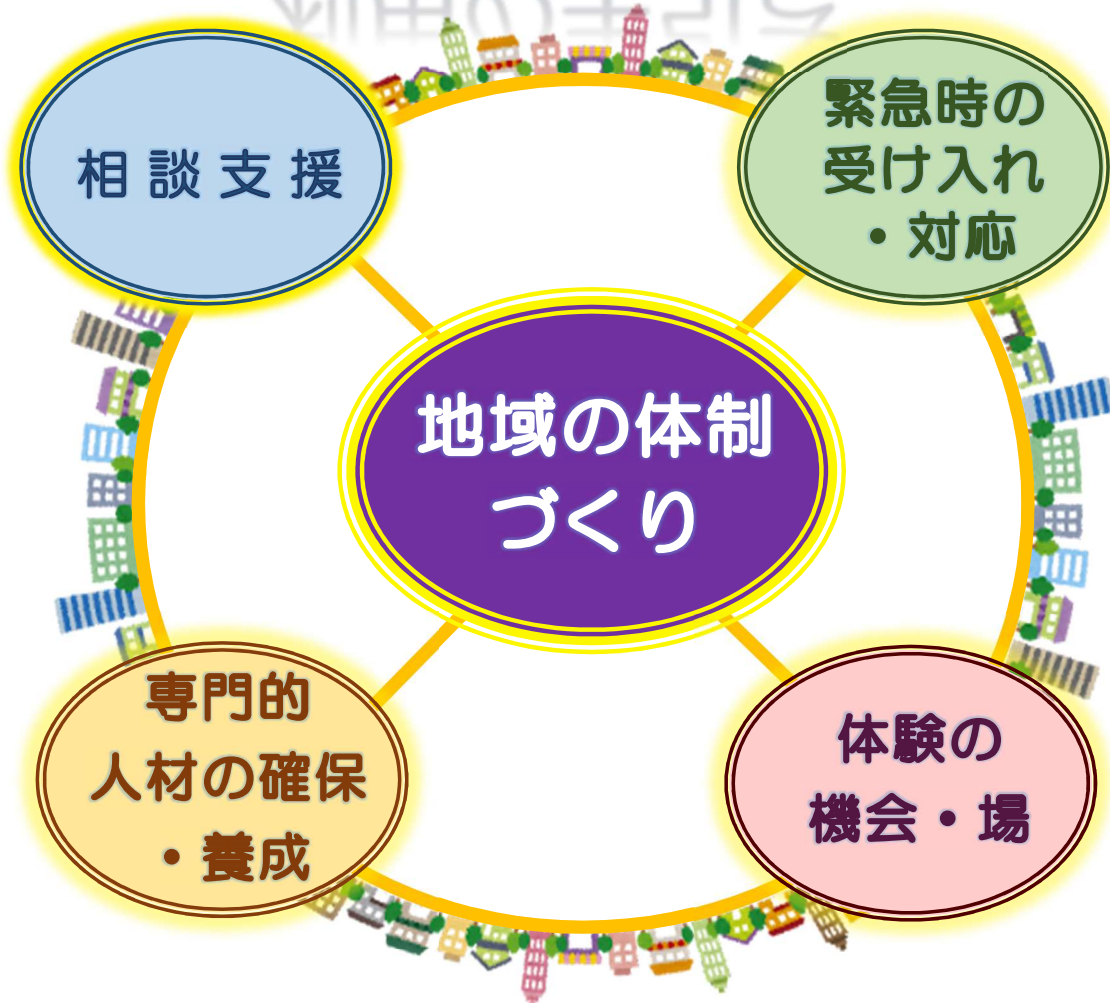 相談支援
緊急時の
受け入れ
・対応
地域の体制
づくり
専門的
人材の確保
・養成
体験の
機会・場